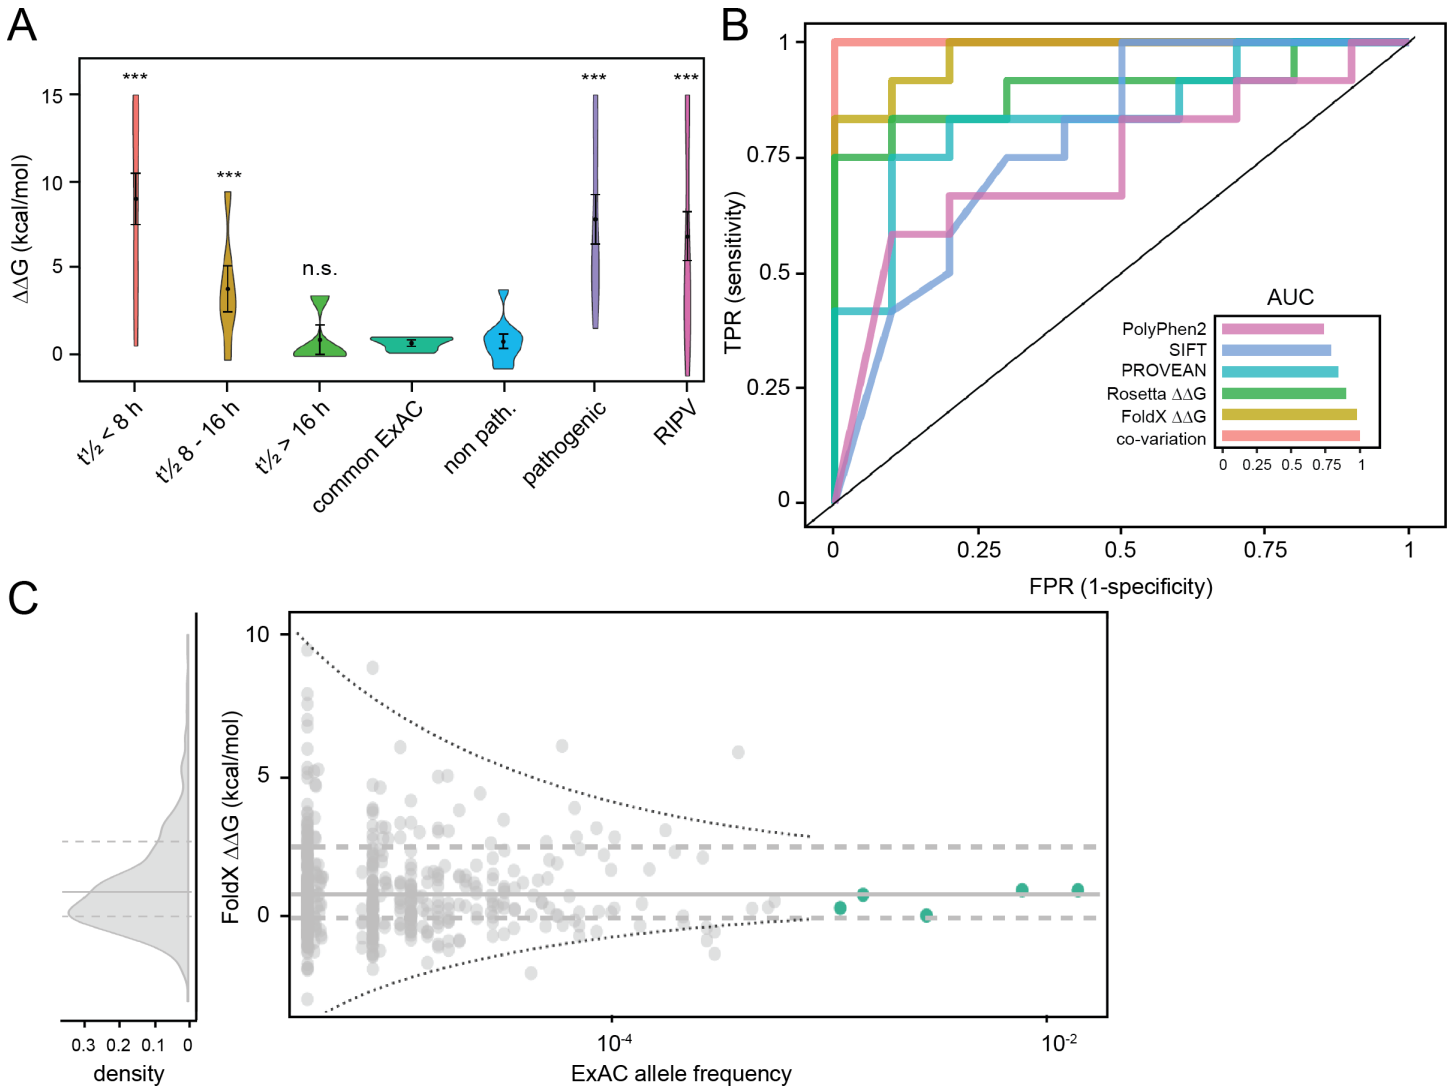 A
ΔΔG (kcal/mol)
15
10
5
0
***
***
n.s.
***
***
t½ < 8 h
t½ 8 - 16 h
t½ > 16 h
common ExAC
non path.
pathogenic
RIPV
B
TPR (sensitivity)
1
0.75
0.5
0.25
0
0
0.25
0.5
0.75
1
FPR (1-specificity)
AUC
PolyPhen2
SIFT
PROVEAN
Rosetta ΔΔG
FoldX ΔΔG
co-variation
0
0.25
0.5
0.75
1
C
0.3
0.2
0.1
0
density
FoldX ΔΔG (kcal/mol)
10
5
0
10-4
10-2
ExAC allele frequency